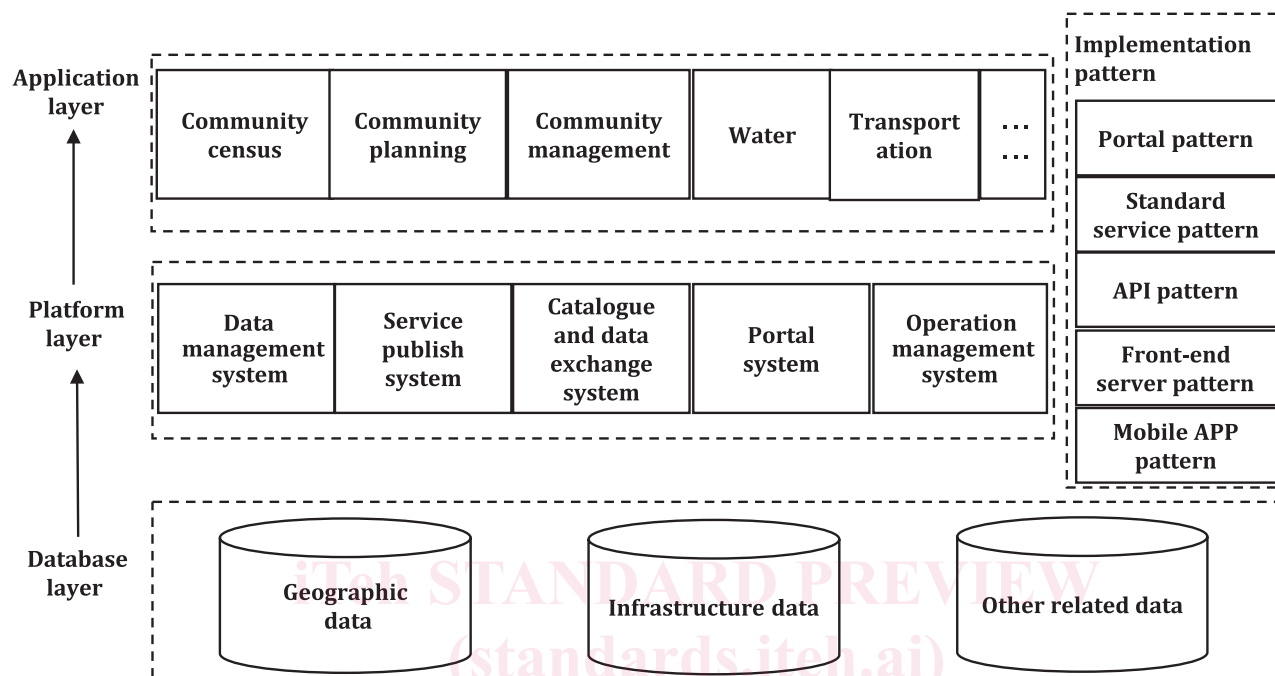 Application
layer
Community
census
Community
planning
Community
management
Water
Transport
ation
...
...
Implementation
pattern
Portal pattern
Standard
service pattern
API pattern
Front-end
server pattern
Mobile APP
pattern
Platform
layer
Data
management
system
Service
publish
system
Catalogue
and data
exchange
system
Portal
system
Operation
management
system
Database
layer
Geographic
data
Infrastructure data
Other related data
iTeh STANDARD PREVIEW
(standards.iteh.ai)